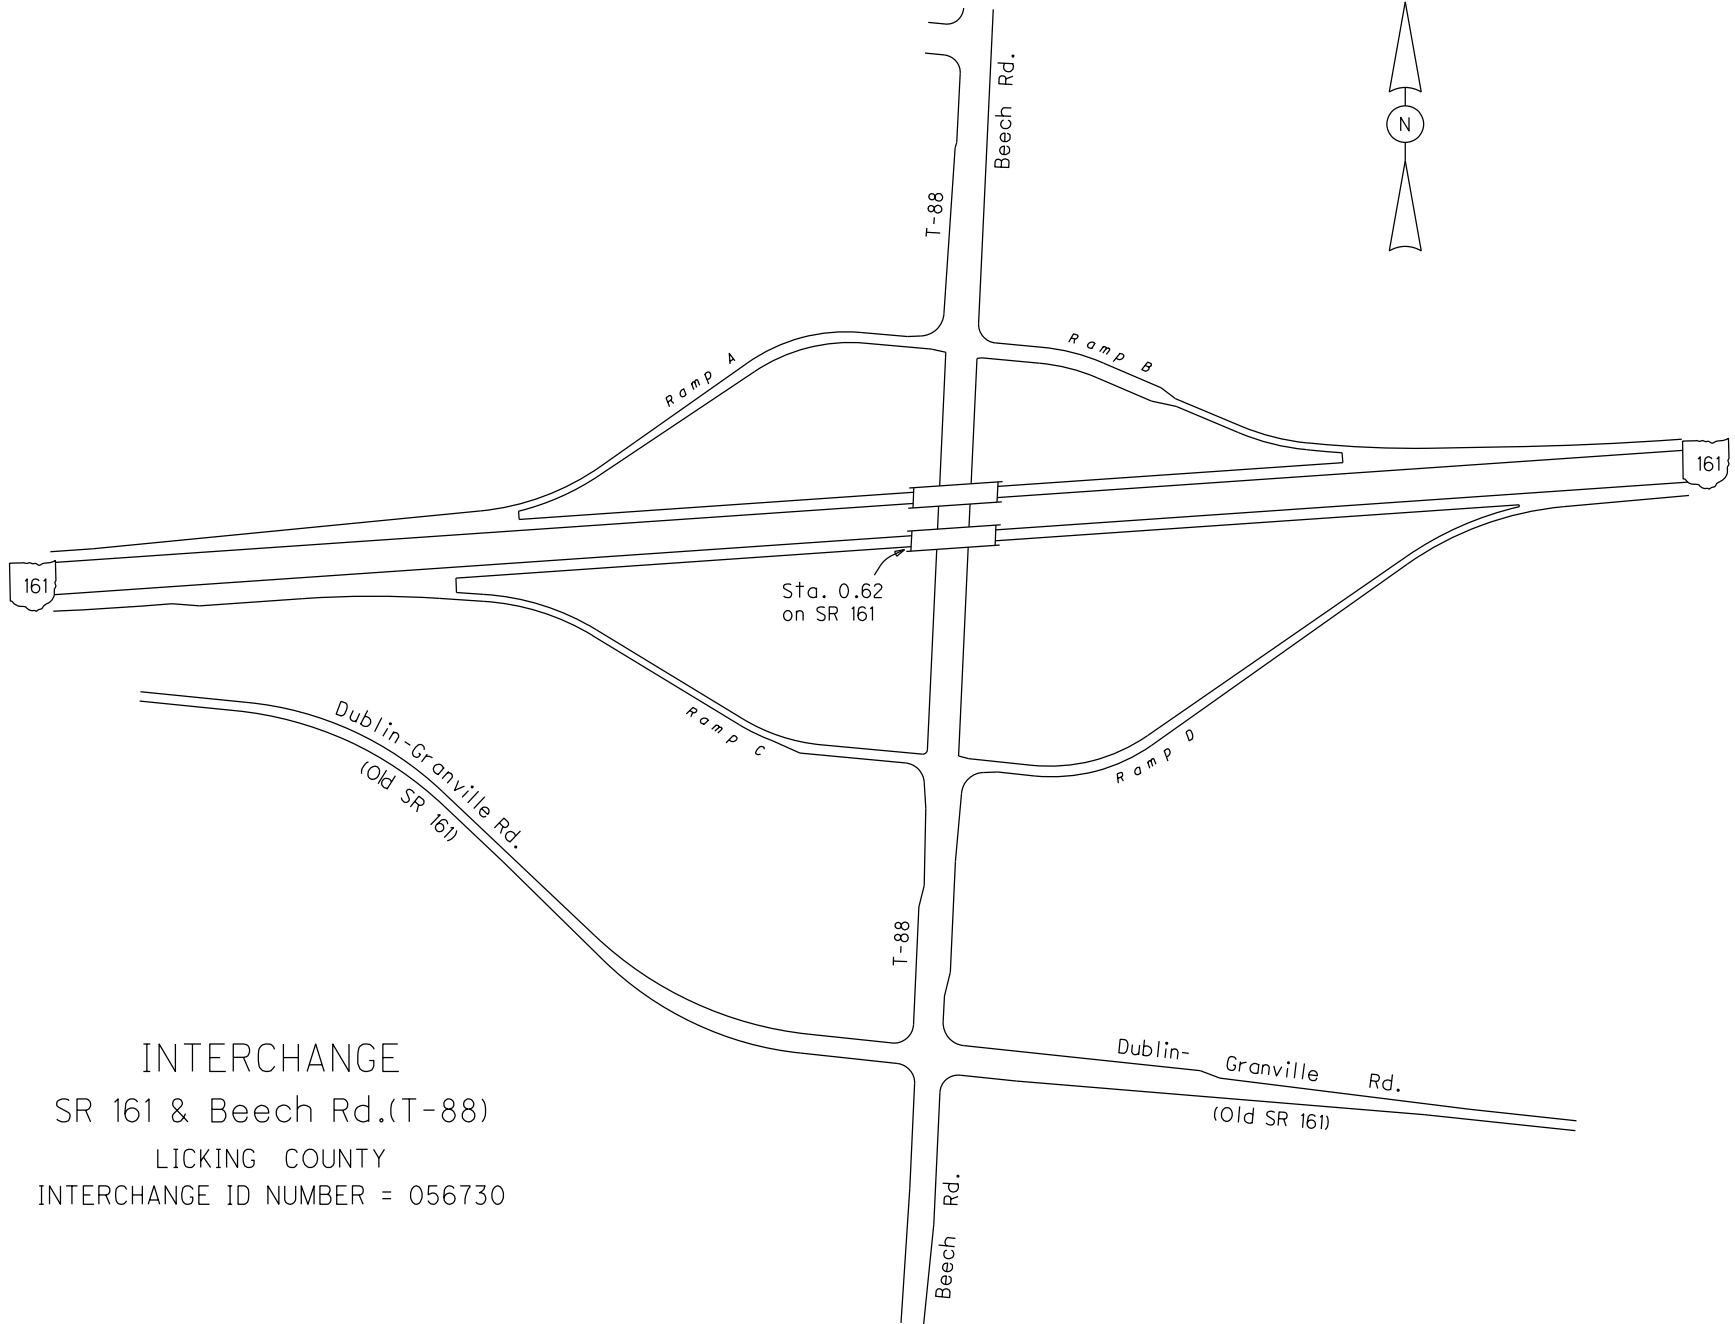 Beech Rd.
N
T-88
Ramp A
Ramp B
161
161
Sta. 0.62
on SR 161
Ramp C
Ramp D
Dublin-Granville Rd.
(Old SR 161)
T-88
Dublin- Granville Rd.
(Old SR 161)
Beech Rd.
INTERCHANGE
SR 161 & Beech Rd.(T-88)
LICKING COUNTY
INTERCHANGE ID NUMBER = 056730